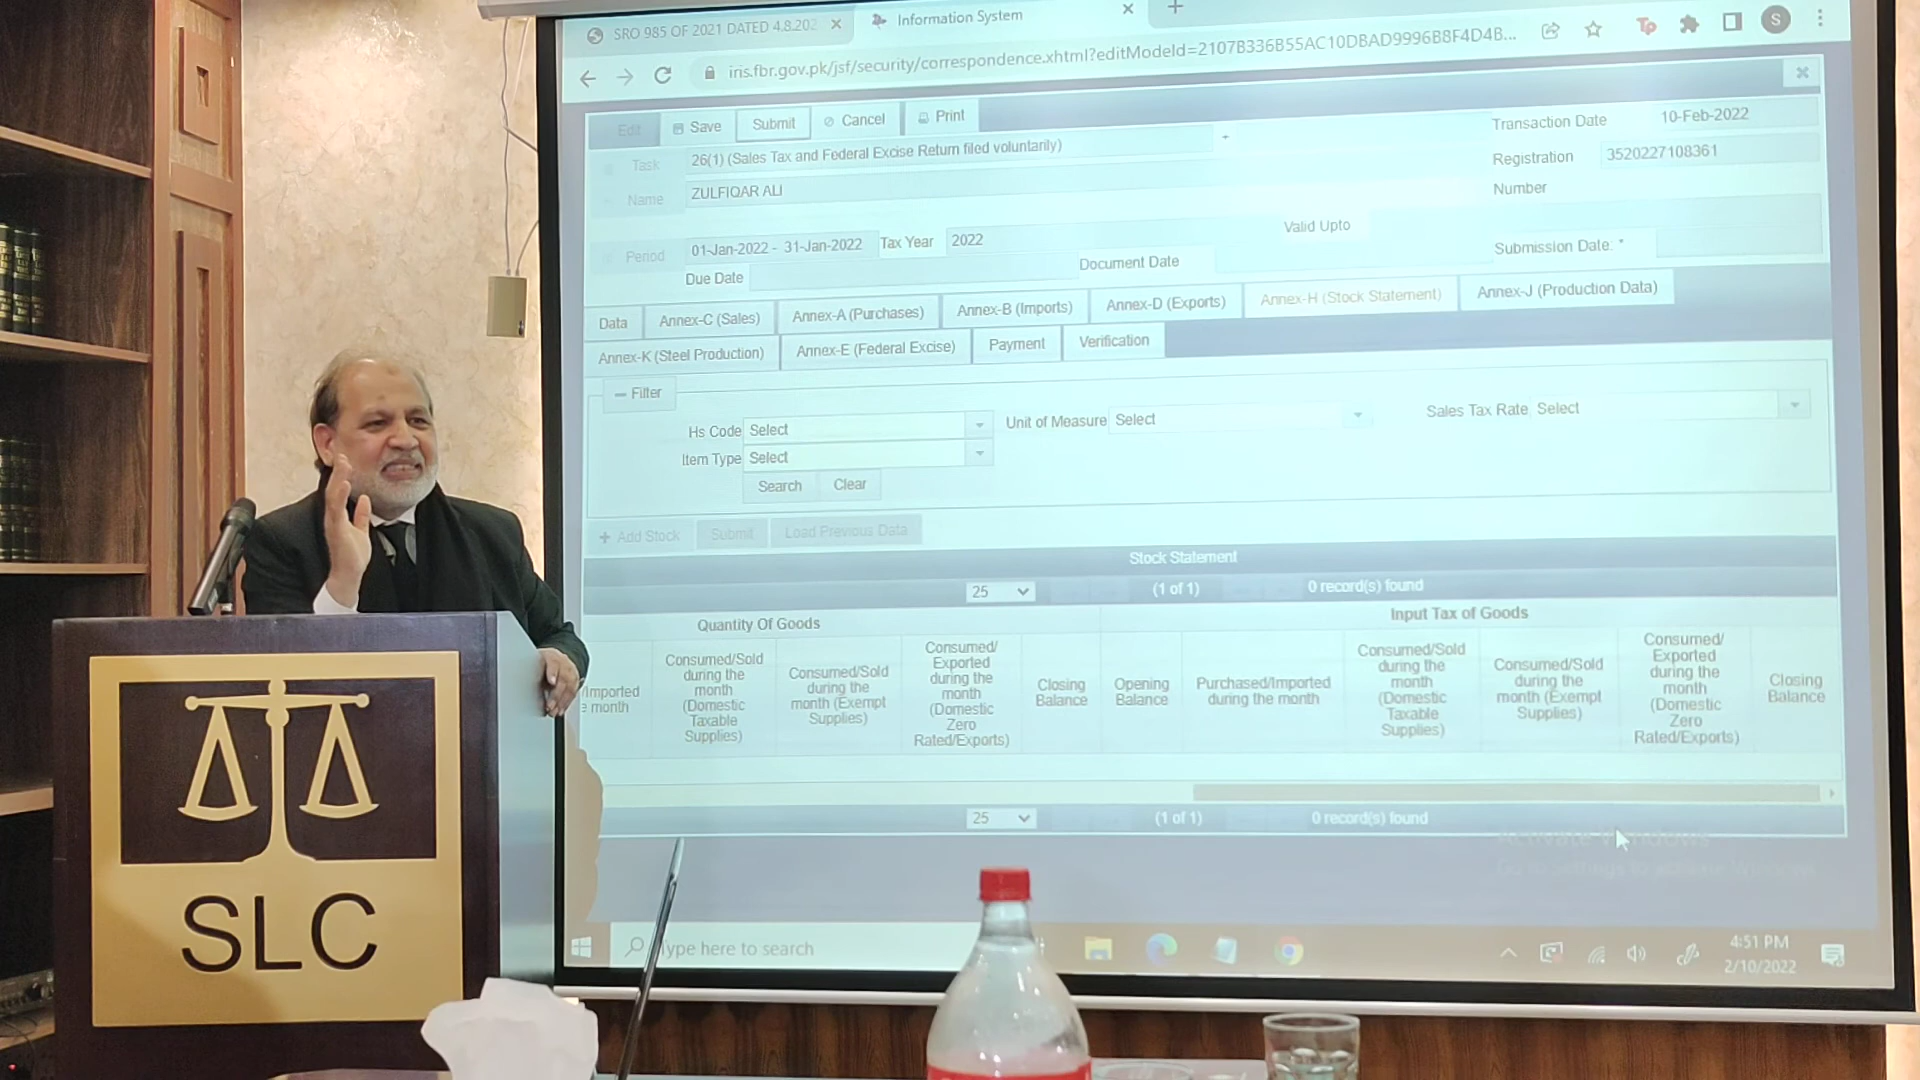 SRO 985 OF 2021 DATED 4.8.202
Information System
iris.fbr.gov.pk/jsf/security/correspondence.xhtml?editModeId=2107B336B55AC10DBAD9996B8F4D4B...
S
Edit Save Submit Cancel Print
Transaction Date 10-Feb-2022
Task 26(1) (Sales Tax and Federal Excise Return filed voluntarily)
Registration Number 3520227108361
Name ZULFIQAR ALI
Period 01-Jan-2022 - 31-Jan-2022 Tax Year 2022 Valid Upto
Submission Date: *
Due Date Document Date
Data Annex-C (Sales) Annex-A (Purchases) Annex-B (Imports) Annex-D (Exports) Annex-H (Stock Statement) Annex-J (Production Data)
Annex-K (Steel Production) Annex-E (Federal Excise) Payment Verification
Filter
Hs Code Select Unit of Measure Select Sales Tax Rate Select
Item Type Select
Search Clear
+ Add Stock Submit Load Previous Data
Stock Statement
25 (1 of 1) 0 record(s) found
Quantity Of Goods Input Tax of Goods
/Imported
e month
Consumed/Sold
during the
month
(Domestic
Taxable
Supplies)
Consumed/Sold
during the
month (Exempt
Supplies)
Consumed/
Exported
during the
month
(Domestic
Zero
Rated/Exports)
Closing
Balance
Opening
Balance
Purchased/Imported
during the month
Consumed/Sold
during the
month
(Domestic
Taxable
Supplies)
Consumed/Sold
during the
month (Exempt
Supplies)
Consumed/
Exported
during the
month
(Domestic
Zero
Rated/Exports)
Closing
Balance
25 (1 of 1) 0 record(s) found
Activate Windows
Type here to search
4:51 PM
2/10/2022
SLC